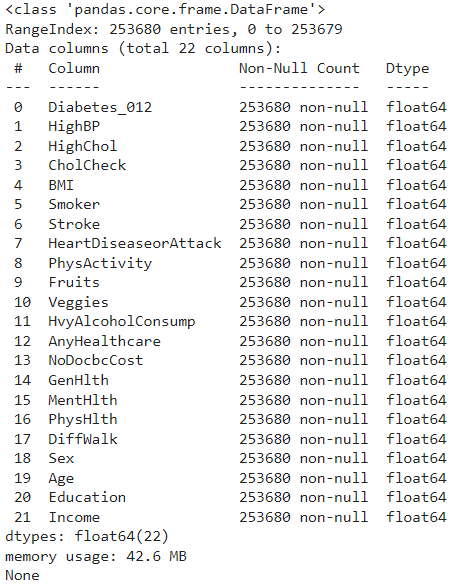 <class 'pandas.core.frame.DataFrame'>
RangeIndex: 253680 entries, 0 to 253679
Data columns (total 22 columns):
 #   Column                Non-Null Count   Dtype
---  ------                --------------   -----
 0   Diabetes_012          253680 non-null  float64
 1   HighBP                253680 non-null  float64
 2   HighChol              253680 non-null  float64
 3   CholCheck             253680 non-null  float64
 4   BMI                   253680 non-null  float64
 5   Smoker                253680 non-null  float64
 6   Stroke                253680 non-null  float64
 7   HeartDiseaseorAttack  253680 non-null  float64
 8   PhysActivity          253680 non-null  float64
 9   Fruits                253680 non-null  float64
 10  Veggies               253680 non-null  float64
 11  HvyAlcoholConsump     253680 non-null  float64
 12  AnyHealthcare         253680 non-null  float64
 13  NoDocbcCost           253680 non-null  float64
 14  GenHlth               253680 non-null  float64
 15  MentHlth              253680 non-null  float64
 16  PhysHlth              253680 non-null  float64
 17  DiffWalk              253680 non-null  float64
 18  Sex                   253680 non-null  float64
 19  Age                   253680 non-null  float64
 20  Education             253680 non-null  float64
 21  Income                253680 non-null  float64
dtypes: float64(22)
memory usage: 42.6 MB
None